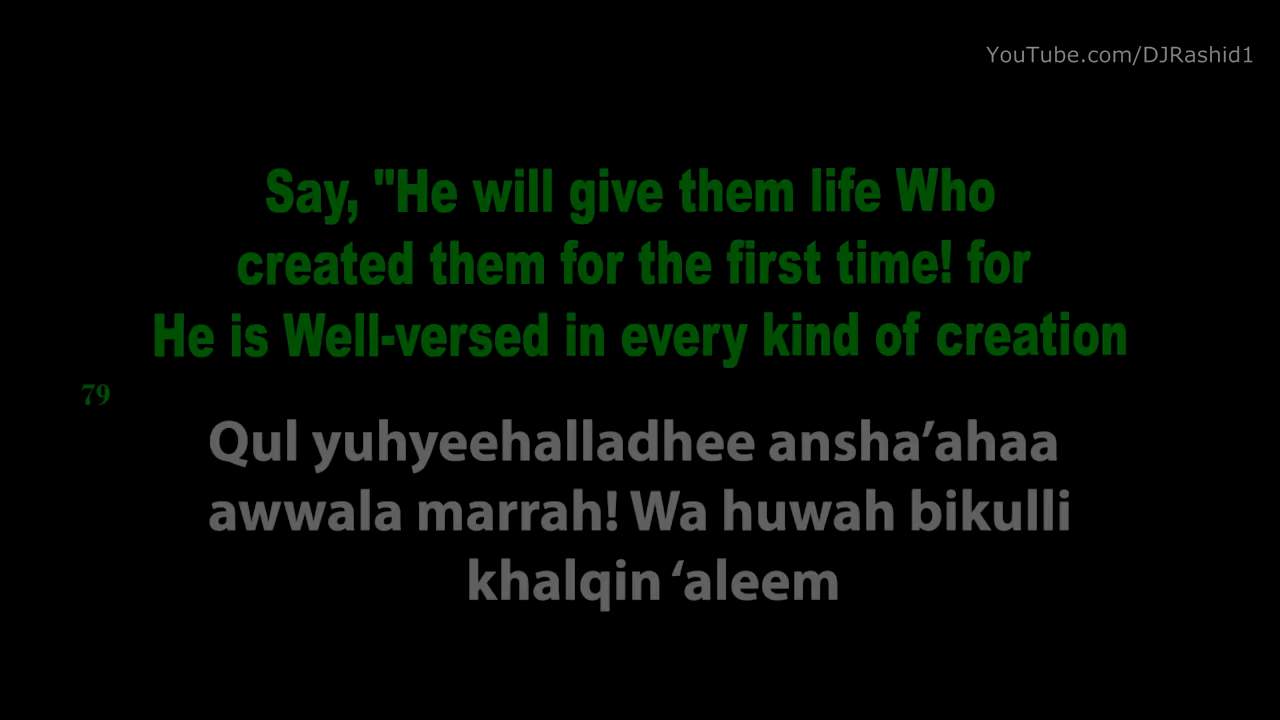 YouTube.com/DJRashid1
Say, "He will give them life Who
created them for the first time! for
He is Well-versed in every kind of creation
79
Qul yuhyeehalladhee ansha’ahaa
awwala marrah! Wa huwah bikulli
khalqin ‘aleem